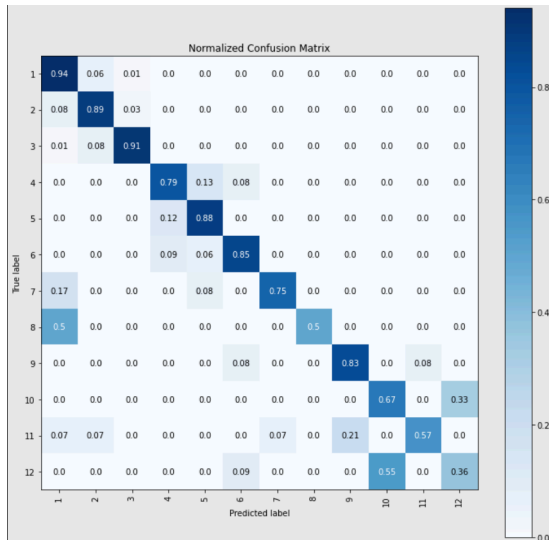 Normalized Confusion Matrix
1 0.94 0.06 0.01 0.0 0.0 0.0 0.0 0.0 0.0 0.0 0.0 0.0
2 0.08 0.89 0.03 0.0 0.0 0.0 0.0 0.0 0.0 0.0 0.0 0.0
3 0.01 0.08 0.91 0.0 0.0 0.0 0.0 0.0 0.0 0.0 0.0 0.0
4 0.0 0.0 0.0 0.79 0.13 0.08 0.0 0.0 0.0 0.0 0.0 0.0
5 0.0 0.0 0.0 0.12 0.88 0.0 0.0 0.0 0.0 0.0 0.0 0.0
6 0.0 0.0 0.0 0.09 0.06 0.85 0.0 0.0 0.0 0.0 0.0 0.0
7 0.17 0.0 0.0 0.0 0.08 0.0 0.75 0.0 0.0 0.0 0.0 0.0
8 0.5 0.0 0.0 0.0 0.0 0.0 0.0 0.5 0.0 0.0 0.0 0.0
9 0.0 0.0 0.0 0.0 0.0 0.08 0.0 0.0 0.83 0.0 0.08 0.0
10 0.0 0.0 0.0 0.0 0.0 0.0 0.0 0.0 0.0 0.67 0.0 0.33
11 0.07 0.07 0.0 0.0 0.0 0.0 0.07 0.0 0.21 0.0 0.57 0.0
12 0.0 0.0 0.0 0.0 0.0 0.09 0.0 0.0 0.0 0.55 0.0 0.36
1 2 3 4 5 6 7 8 9 10 11 12
Predicted label
True label
0.8
0.6
0.4
0.2
0.0